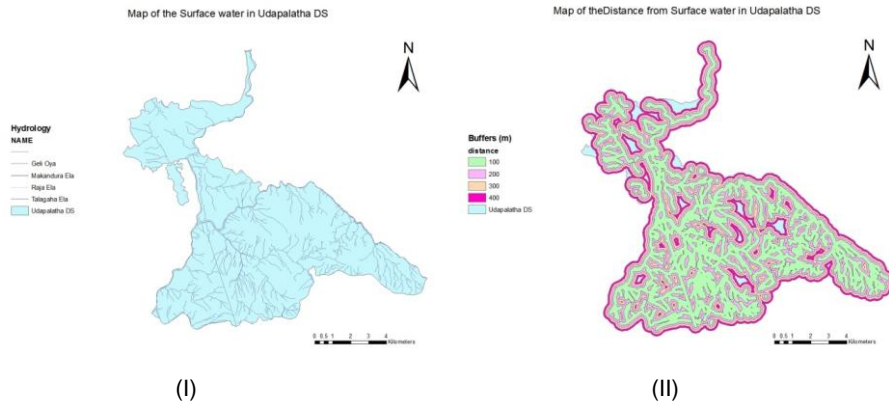 Map of the Surface water in Udapalatha DS
N
Hydrology
NAME
Geli Oya
Makandura Ela
Raja Ela
Talagaha Ela
Udapalatha DS
0 0.5 1 2 3 4
Kilometers
(I)
Map of theDistance from Surface water in Udapalatha DS
N
Buffers (m)
distance
100
200
300
400
Udapalatha DS
0 0.5 1 2 3 4
Kilometers
(II)